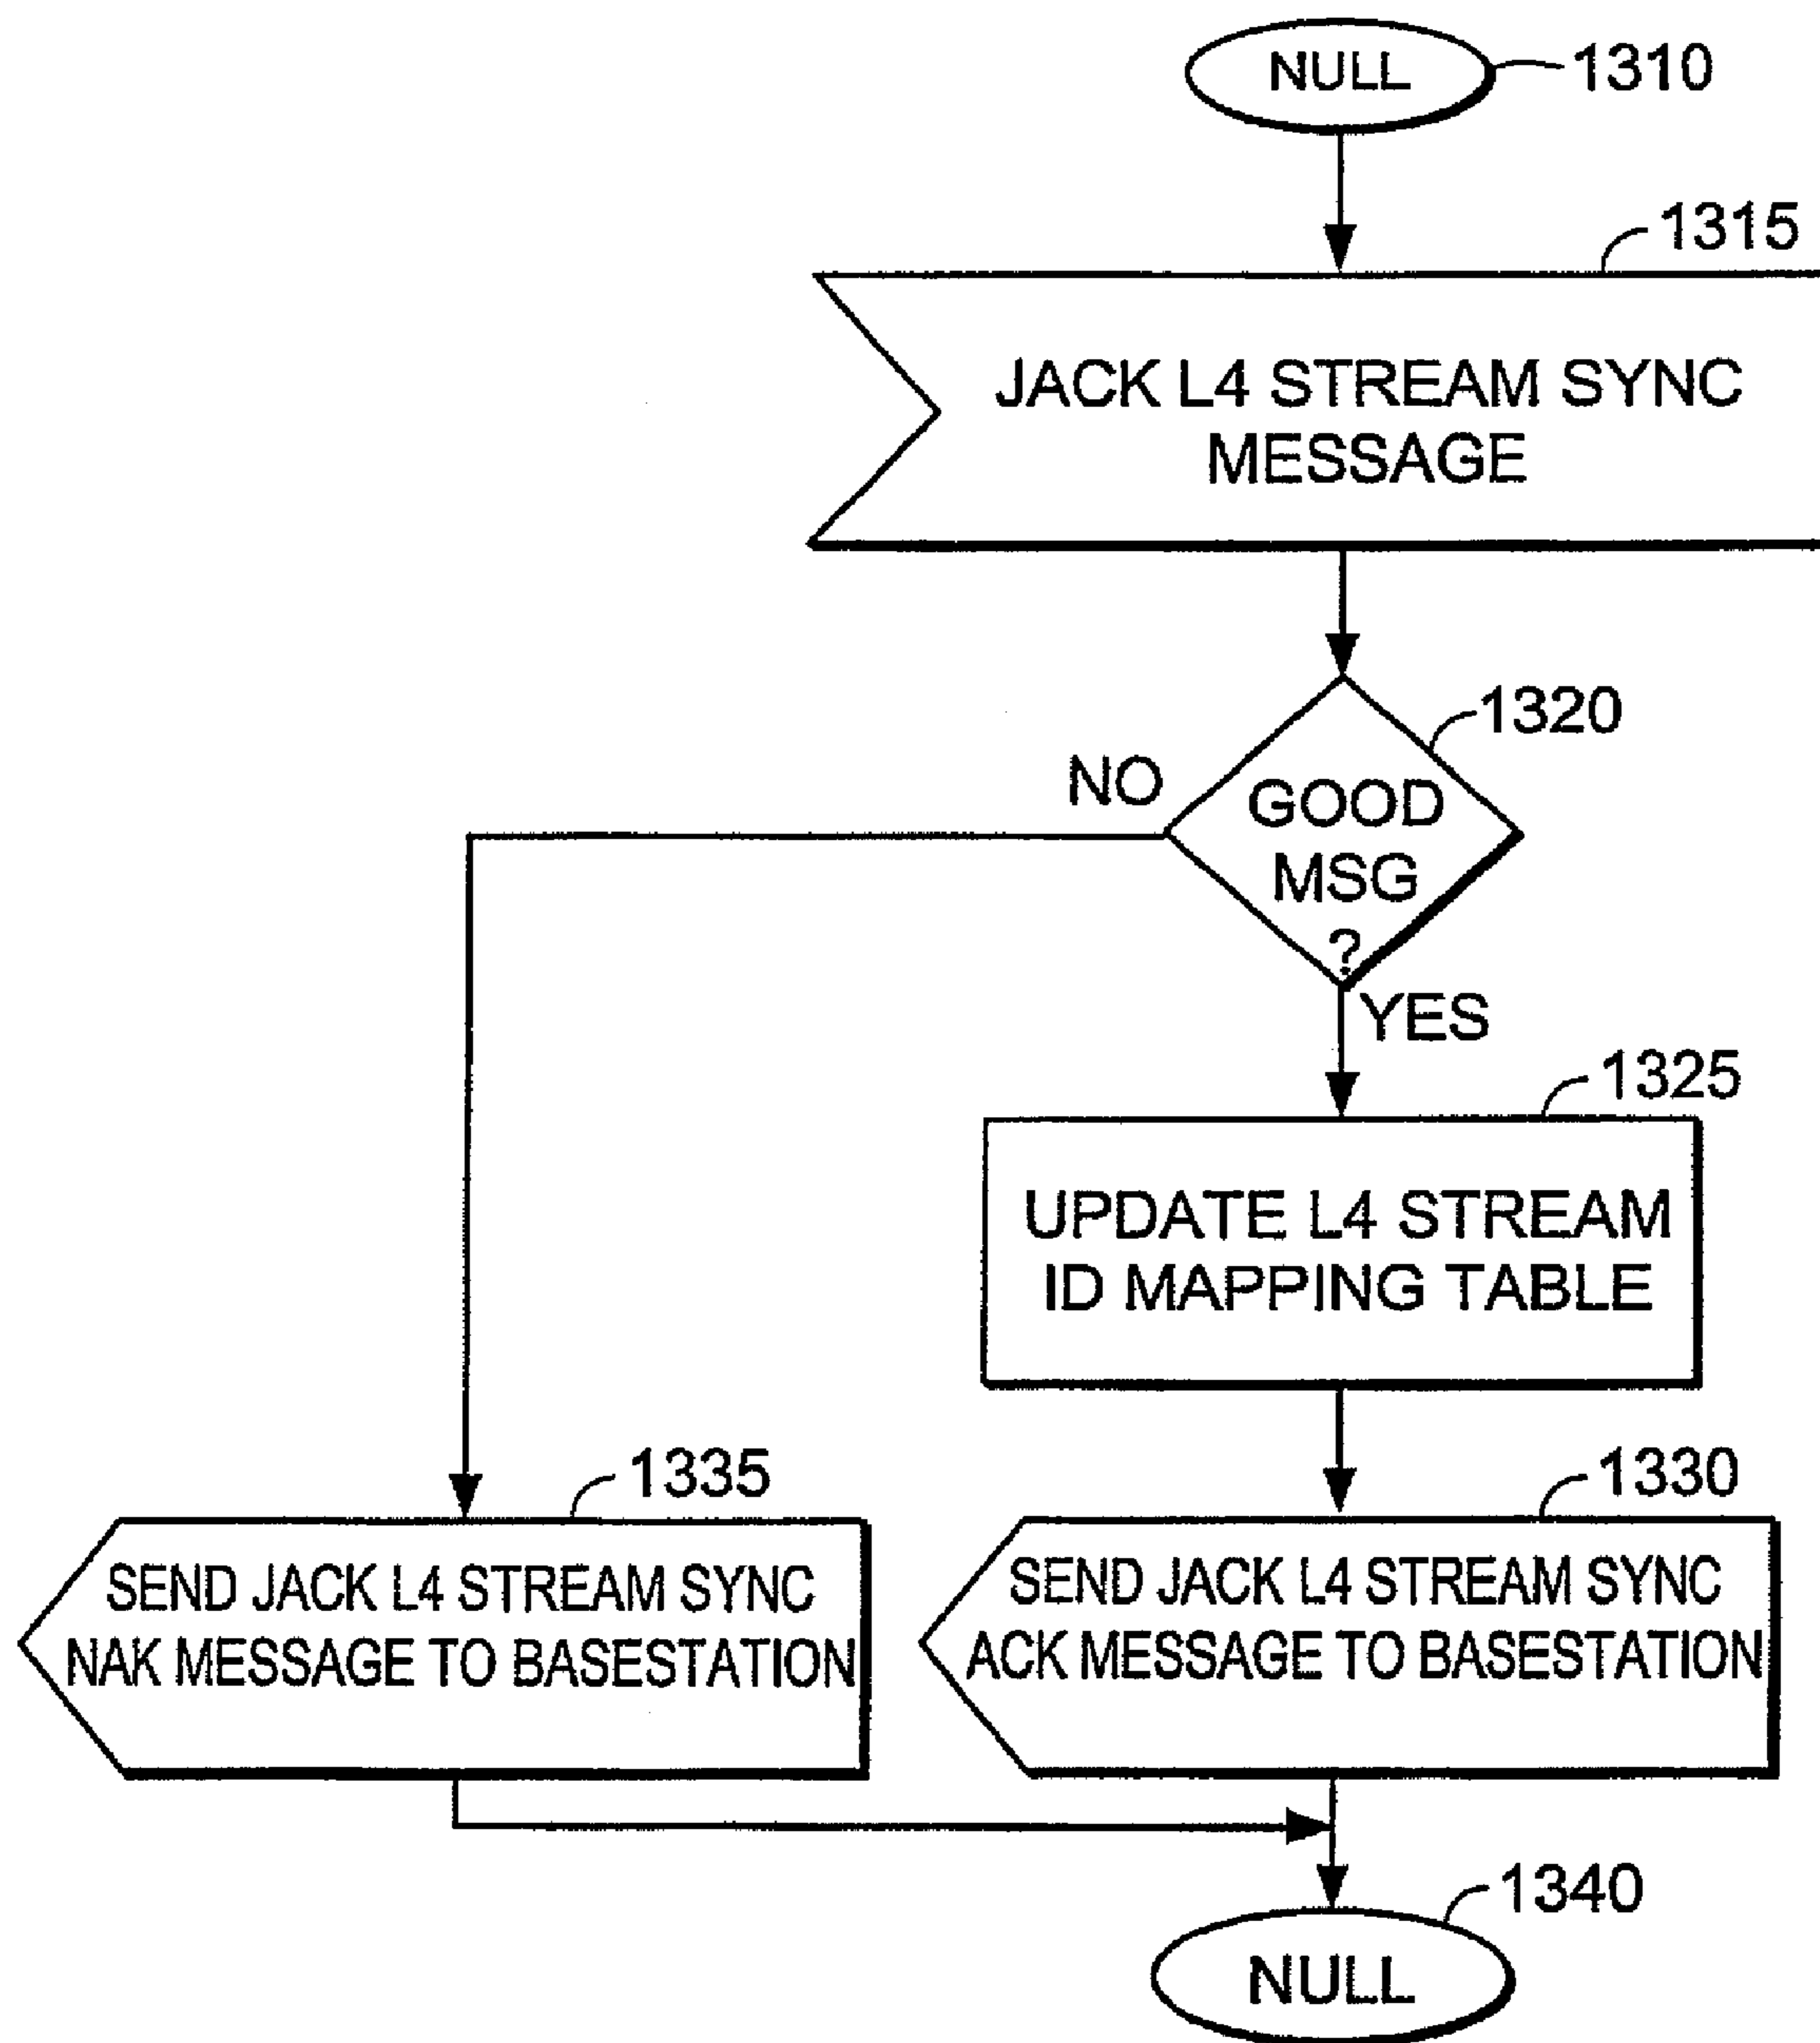 NULL
1310
1315
JACK L4 STREAM SYNC
MESSAGE
1320
NO
GOOD
MSG
?
YES
1325
UPDATE L4 STREAM
ID MAPPING TABLE
1335
SEND JACK L4 STREAM SYNC
NAK MESSAGE TO BASESTATION
1330
SEND JACK L4 STREAM SYNC
ACK MESSAGE TO BASESTATION
1340
NULL